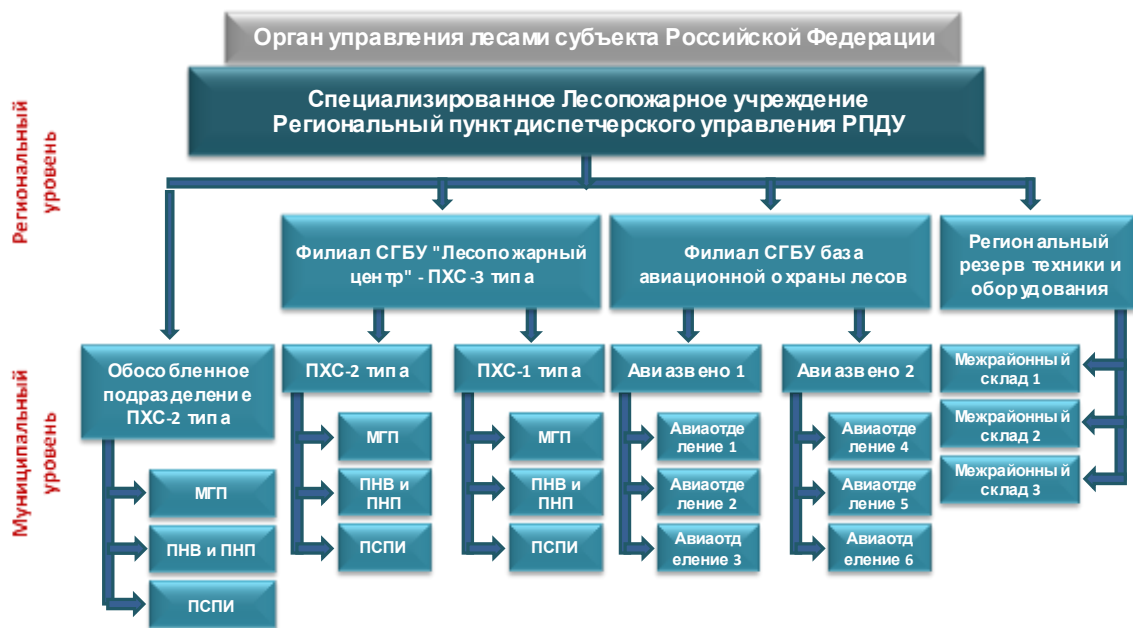 Орган управления лесами субъекта Российской Федерации
Специализированное Лесопожарное учреждение
Региональный пункт диспетчерского управления РПДУ
Региональный
уровень
Филиал СГБУ "Лесопожарный
центр" - ПХС-3 типа
Филиал СГБУ база
авиационной охраны лесов
Региональный
резерв техники и
оборудования
Муниципальный
уровень
Обособленное
подразделение
ПХС-2 типа
МГП
ПНВ и ПНП
ПСПИ
ПХС-2 типа
МГП
ПНВ и
ПНП
ПСПИ
ПХС-1 типа
МГП
ПНВ и
ПНП
ПСПИ
Авиазвено 1
Авиаотде
ление 1
Авиаотде
ление 2
Авиаотд
еление 3
Авиазвено 2
Авиаотде
ление 4
Авиаотде
ление 5
Авиаотд
еление 6
Межрайонный
склад 1
Межрайонный
склад 2
Межрайонный
склад 3